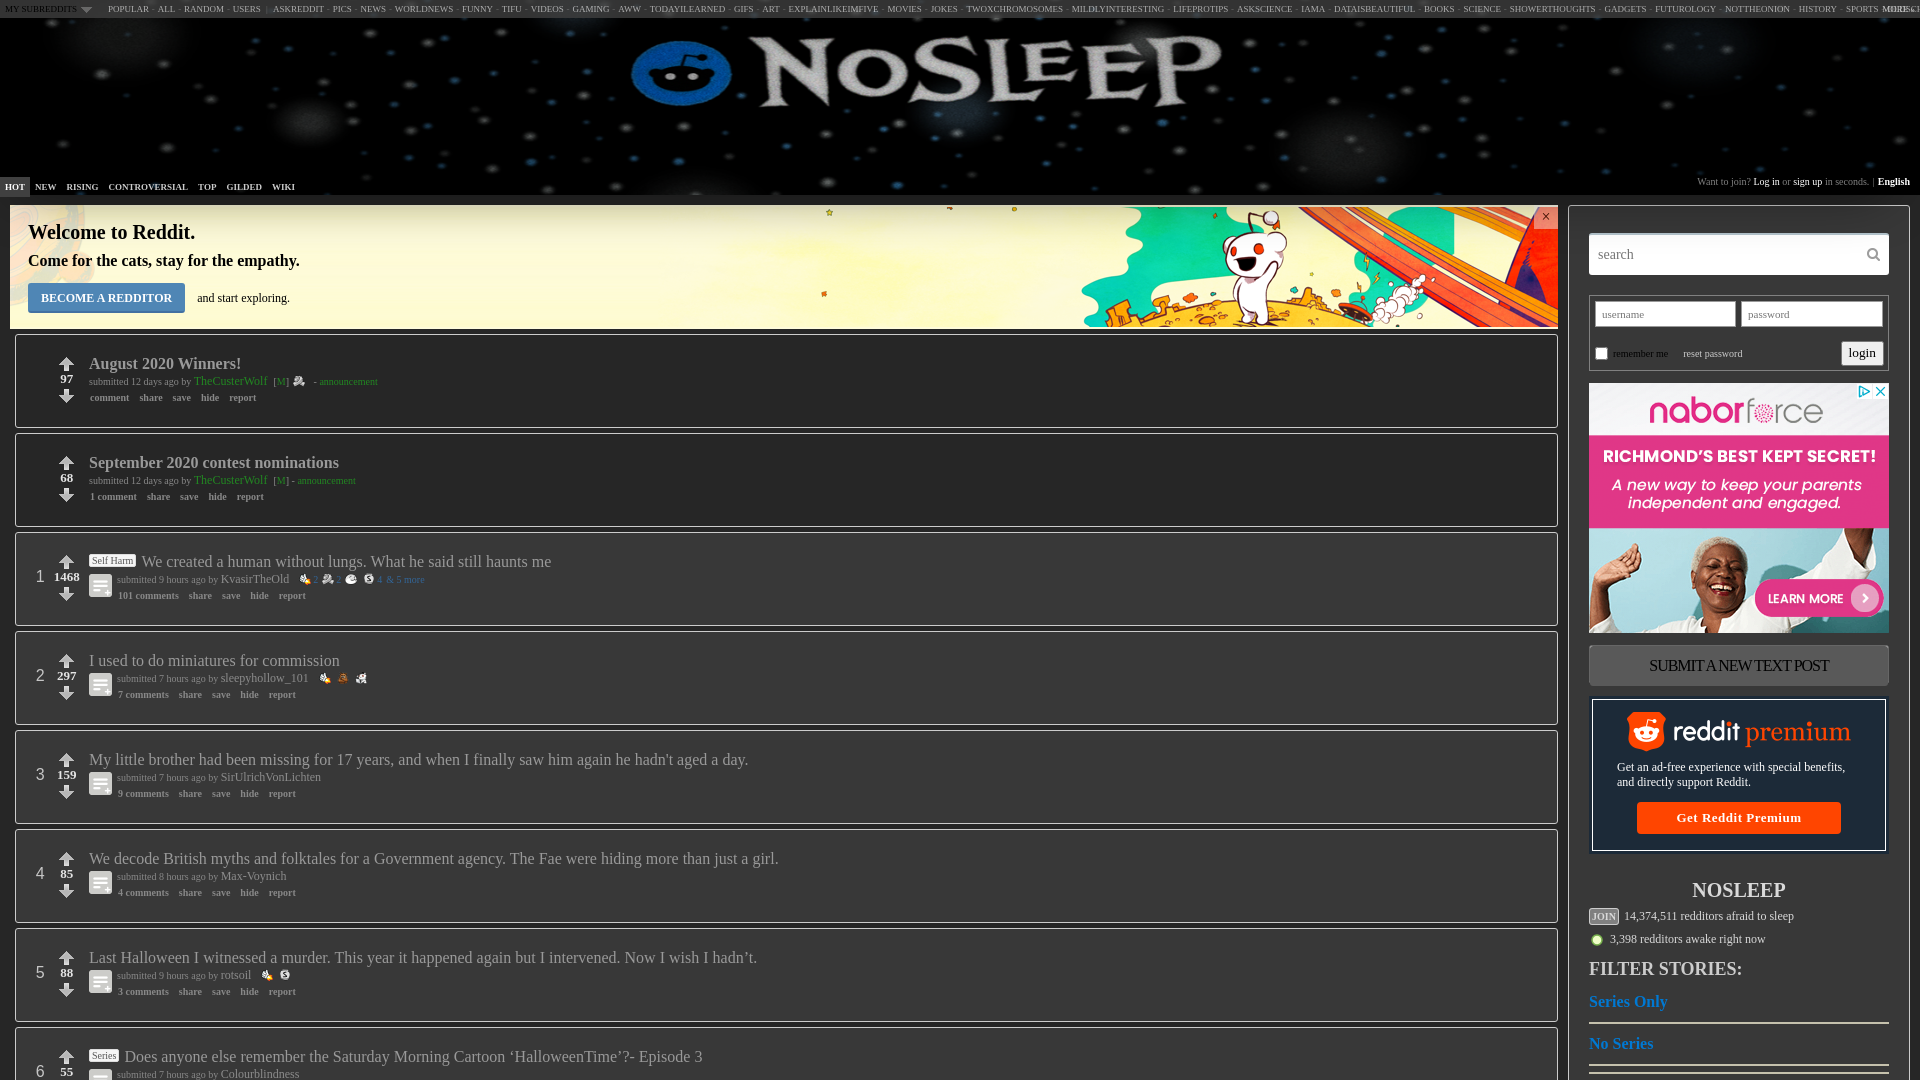 MY SUBREDDITS POPULAR - ALL - RANDOM - USERS | ASKREDDIT - PICS - NEWS - WORLDNEWS - FUNNY - TIFU - VIDEOS - GAMING - AWW - TODAYILEARNED - GIFS - ART - EXPLAINLIKEIMFIVE - MOVIES - JOKES - TWOXCHROMOSOMES - MILDLYINTERESTING - LIFEPROTIPS - ASKSCIENCE - IAMA - DATAISBEAUTIFUL - BOOKS - SCIENCE - SHOWERTHOUGHTS - GADGETS - FUTUROLOGY - NOTTHEONION - HISTORY - SPORTS
NOSLEEP
HOT NEW RISING CONTROVERSIAL TOP GILDED WIKI
Want to join? Log in or sign up in seconds. | English
Welcome to Reddit.
Come for the cats, stay for the empathy.
BECOME A REDDITOR and start exploring.
×
97
August 2020 Winners!
submitted 12 days ago by TheCusterWolf [M] - announcement
comment share save hide report
68
September 2020 contest nominations
submitted 12 days ago by TheCusterWolf [M] - announcement
1 comment share save hide report
1
1468
Self Harm We created a human without lungs. What he said still haunts me
submitted 9 hours ago by KvasirTheOld 2 2 4 & 5 more
101 comments share save hide report
2
297
I used to do miniatures for commission
submitted 7 hours ago by sleepyhollow_101
7 comments share save hide report
3
159
My little brother had been missing for 17 years, and when I finally saw him again he hadn't aged a day.
submitted 7 hours ago by SirUlrichVonLichten
9 comments share save hide report
4
85
We decode British myths and folktales for a Government agency. The Fae were hiding more than just a girl.
submitted 8 hours ago by Max-Voynich
4 comments share save hide report
5
88
Last Halloween I witnessed a murder. This year it happened again but I intervened. Now I wish I hadn’t.
submitted 9 hours ago by rotsoil
3 comments share save hide report
6
55
Series Does anyone else remember the Saturday Morning Cartoon ‘HalloweenTime’?- Episode 3
submitted 7 hours ago by Colourblindness
search
username password
remember me reset password login
naborforce
RICHMOND'S BEST KEPT SECRET!
A new way to keep your parents
independent and engaged.
LEARN MORE
SUBMIT A NEW TEXT POST
reddit premium
Get an ad-free experience with special benefits,
and directly support Reddit.
Get Reddit Premium
NOSLEEP
JOIN 14,374,511 redditors afraid to sleep
3,398 redditors awake right now
FILTER STORIES:
Series Only
No Series